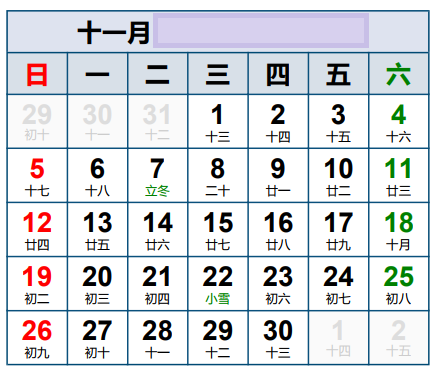 十一月
日 一 二 三 四 五 六
29 30 31 1 2 3 4
初十 十一 十二 十三 十四 十五 十六
5 6 7 8 9 10 11
十七 十八 立冬 二十 廿一 廿二 廿三
12 13 14 15 16 17 18
廿四 廿五 廿六 廿七 廿八 廿九 十月
19 20 21 22 23 24 25
初二 初三 初四 小雪 初六 初七 初八
26 27 28 29 30 1 2
初九 初十 十一 十二 十三 十四 十五